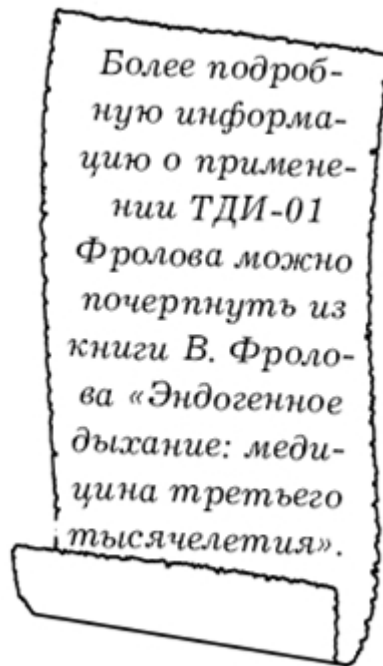 Более подроб-
ную информа-
цию о примене-
нии ТДИ-01
Фролова можно
почерпнуть из
книги В. Фроло-
ва «Эндогенное
дыхание: меди-
цина третьего
тысячелетия».